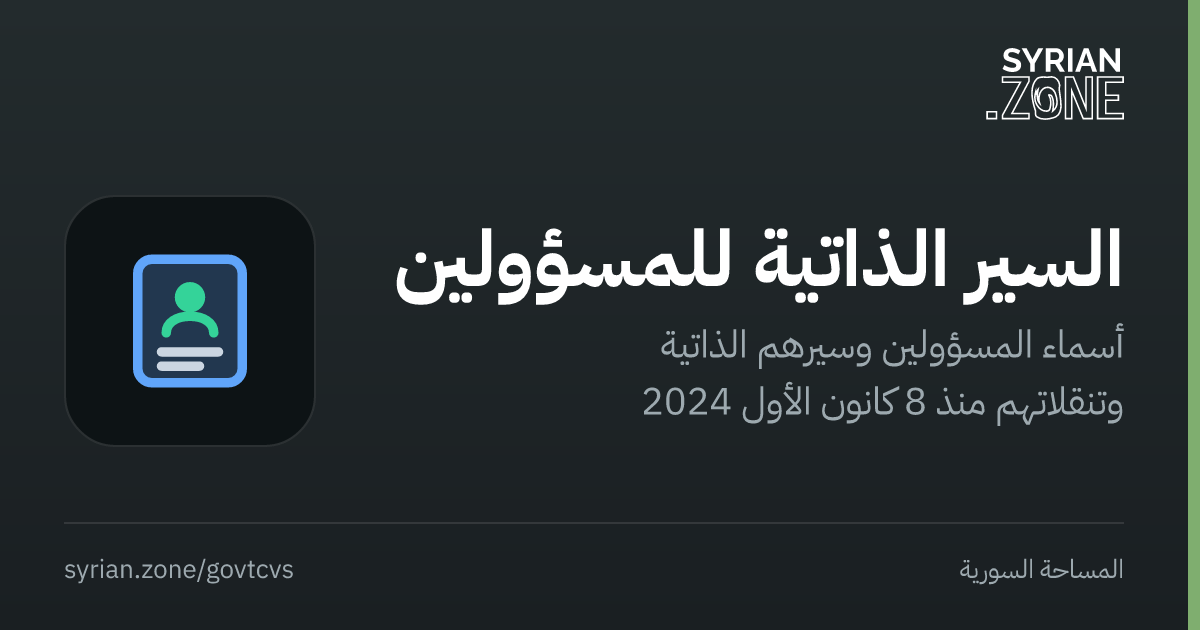 SYRIAN
.ZONE
السير الذاتية للمسؤولين
أسماء المسؤولين وسيرهم الذاتية
وتنقلاتهم منذ 8 كانون الأول 2024
المساحة السورية
syrian.zone/govtcvs